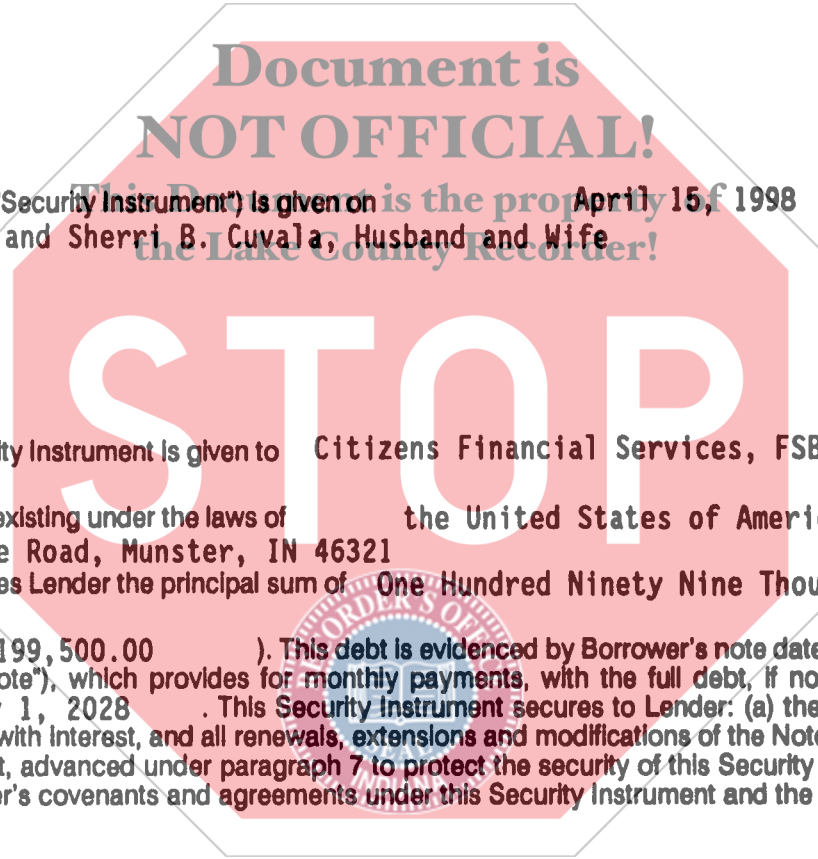 Document is
NOT OFFICIAL!
This Document is the property of
the Lake County Recorder!
Security Instrument") is given on April 15, 1998
and Sherri B. Cuvala, Husband and Wife
STOP
ity Instrument is given to Citizens Financial Services, FSB
existing under the laws of the United States of Ameri
e Road, Munster, IN 46321
es Lender the principal sum of One Hundred Ninety Nine Thou
199,500.00 ). This debt is evidenced by Borrower's note date
ote"), which provides for monthly payments, with the full debt, if no
1, 2028 . This Security Instrument secures to Lender: (a) the
with interest, and all renewals, extensions and modifications of the Note
t, advanced under paragraph 7 to protect the security of this Security
er's covenants and agreements under this Security Instrument and the
RECORDER'S OFFICE
SEAL
INDIANA